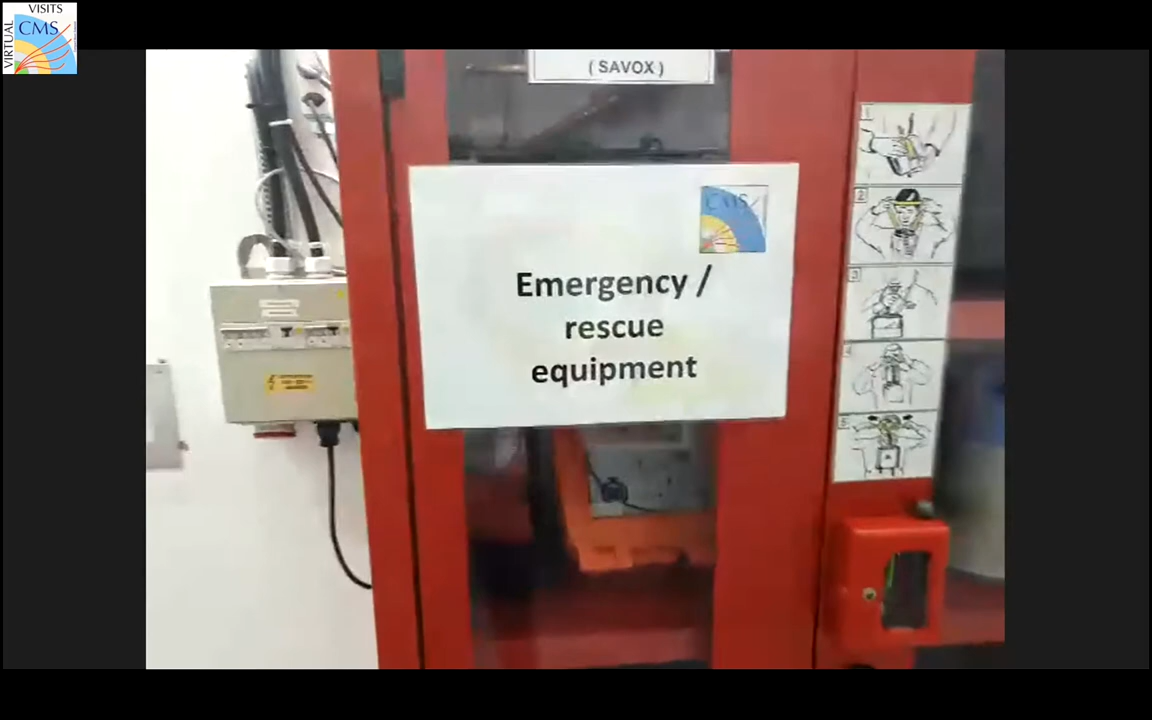 VISITS
VIRTUAL
CMS
( SAVOX )
CMS
Emergency /
rescue
equipment
1
2
3
4
5